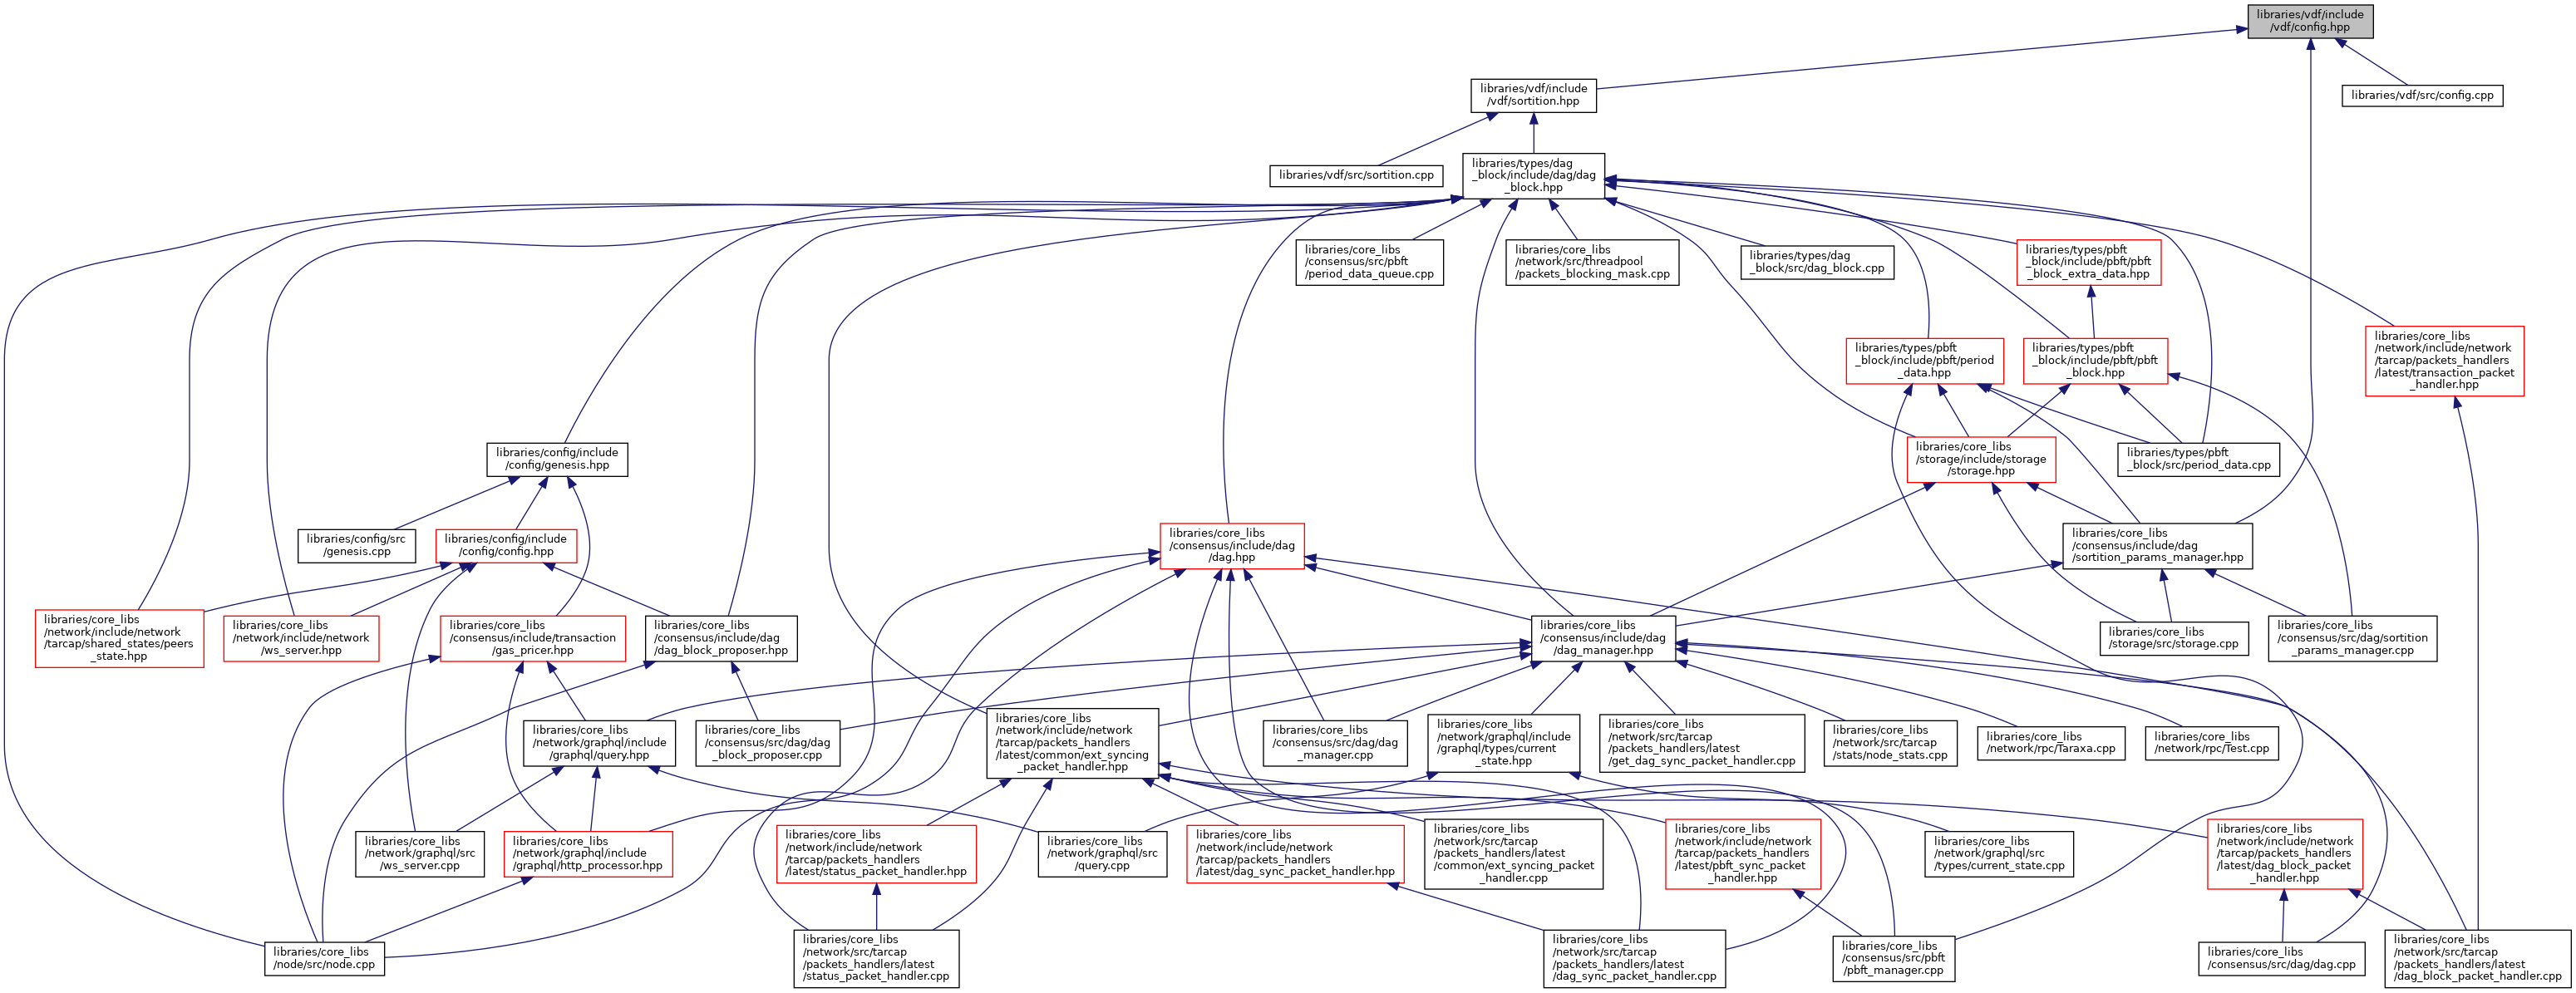 libraries/vdf/include
/vdf/config.hpp
libraries/vdf/include
/vdf/sortition.hpp
libraries/vdf/src/config.cpp
libraries/vdf/src/sortition.cpp
libraries/types/dag
_block/include/dag/dag
_block.hpp
libraries/core_libs
/consensus/src/pbft
/period_data_queue.cpp
libraries/core_libs
/network/src/threadpool
/packets_blocking_mask.cpp
libraries/types/dag
_block/src/dag_block.cpp
libraries/types/pbft
_block/include/pbft/pbft
_block_extra_data.hpp
libraries/types/pbft
_block/include/pbft/period
_data.hpp
libraries/types/pbft
_block/include/pbft/pbft
_block.hpp
libraries/core_libs
/network/include/network
/tarcap/packets_handlers
/latest/transaction_packet
_handler.hpp
libraries/config/include
/config/genesis.hpp
libraries/core_libs
/storage/include/storage
/storage.hpp
libraries/types/pbft
_block/src/period_data.cpp
libraries/config/src
/genesis.cpp
libraries/config/include
/config/config.hpp
libraries/core_libs
/consensus/include/dag
/dag.hpp
libraries/core_libs
/consensus/include/dag
/sortition_params_manager.hpp
libraries/core_libs
/network/include/network
/tarcap/shared_states/peers
_state.hpp
libraries/core_libs
/network/include/network
/ws_server.hpp
libraries/core_libs
/consensus/include/transaction
/gas_pricer.hpp
libraries/core_libs
/consensus/include/dag
/dag_block_proposer.hpp
libraries/core_libs
/consensus/include/dag
/dag_manager.hpp
libraries/core_libs
/storage/src/storage.cpp
libraries/core_libs
/consensus/src/dag/sortition
_params_manager.cpp
libraries/core_libs
/network/graphql/include
/graphql/query.hpp
libraries/core_libs
/consensus/src/dag/dag
_block_proposer.cpp
libraries/core_libs
/network/include/network
/tarcap/packets_handlers
/latest/common/ext_syncing
_packet_handler.hpp
libraries/core_libs
/consensus/src/dag/dag
_manager.cpp
libraries/core_libs
/network/graphql/include
/graphql/types/current
_state.hpp
libraries/core_libs
/network/src/tarcap
/packets_handlers/latest
/get_dag_sync_packet_handler.cpp
libraries/core_libs
/network/src/tarcap
/stats/node_stats.cpp
libraries/core_libs
/network/rpc/Taraxa.cpp
libraries/core_libs
/network/rpc/Test.cpp
libraries/core_libs
/network/graphql/src
/ws_server.cpp
libraries/core_libs
/network/graphql/include
/graphql/http_processor.hpp
libraries/core_libs
/network/include/network
/tarcap/packets_handlers
/latest/status_packet_handler.hpp
libraries/core_libs
/network/graphql/src
/query.cpp
libraries/core_libs
/network/include/network
/tarcap/packets_handlers
/latest/dag_sync_packet_handler.hpp
libraries/core_libs
/network/src/tarcap
/packets_handlers/latest
/common/ext_syncing_packet
_handler.cpp
libraries/core_libs
/network/include/network
/tarcap/packets_handlers
/latest/pbft_sync_packet
_handler.hpp
libraries/core_libs
/network/graphql/src
/types/current_state.cpp
libraries/core_libs
/network/include/network
/tarcap/packets_handlers
/latest/dag_block_packet
_handler.hpp
libraries/core_libs
/node/src/node.cpp
libraries/core_libs
/network/src/tarcap
/packets_handlers/latest
/status_packet_handler.cpp
libraries/core_libs
/network/src/tarcap
/packets_handlers/latest
/dag_sync_packet_handler.cpp
libraries/core_libs
/consensus/src/pbft
/pbft_manager.cpp
libraries/core_libs
/consensus/src/dag/dag.cpp
libraries/core_libs
/network/src/tarcap
/packets_handlers/latest
/dag_block_packet_handler.cpp